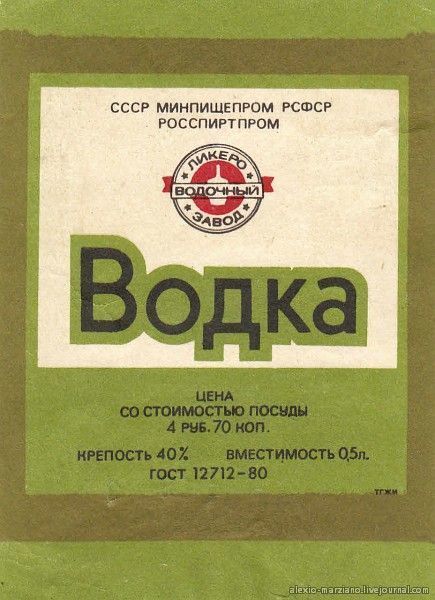 СССР МИНПИЩЕПРОМ РСФСР
РОССПИРТПРОМ
ЛИКЕРО
ВОДОЧНЫЙ
ЗАВОД
Водка
ЦЕНА
СО СТОИМОСТЬЮ ПОСУДЫ
4 РУБ. 70 КОП.
КРЕПОСТЬ 40% ВМЕСТИМОСТЬ 0,5л.
ГОСТ 12712-80
ТГЖИ
alexio-marziano.livejournal.com